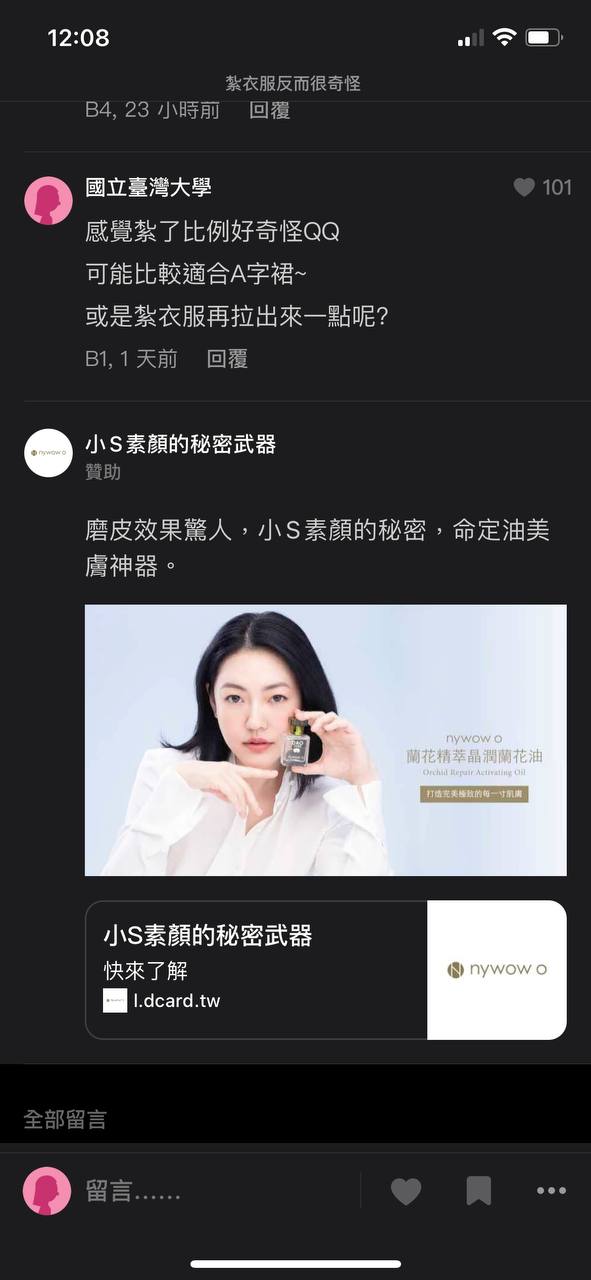 12:08
紮衣服反而很奇怪
B4, 23 小時前 回覆
國立臺灣大學 101
感覺紮了比例好奇怪QQ
可能比較適合A字裙~
或是紮衣服再拉出來一點呢?
B1, 1 天前 回覆
小S素顏的秘密武器
贊助
磨皮效果驚人，小S素顏的秘密，命定油美
膚神器。
nywow o
蘭花精萃晶潤蘭花油
Orchid Repair Activating Oil
打造完美極致的每一寸肌膚
小S素顏的秘密武器
快來了解
l.dcard.tw
nywow o
全部留言
留言......